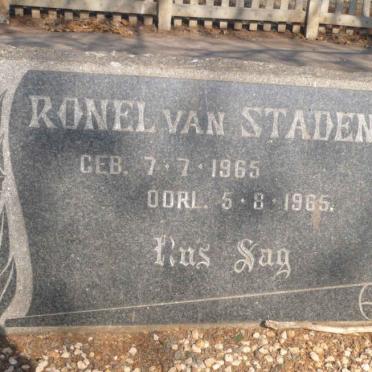 RONEL VAN STADEN
GEB. 7·7·1965
OORL. 5·8·1965.
Rus Sag